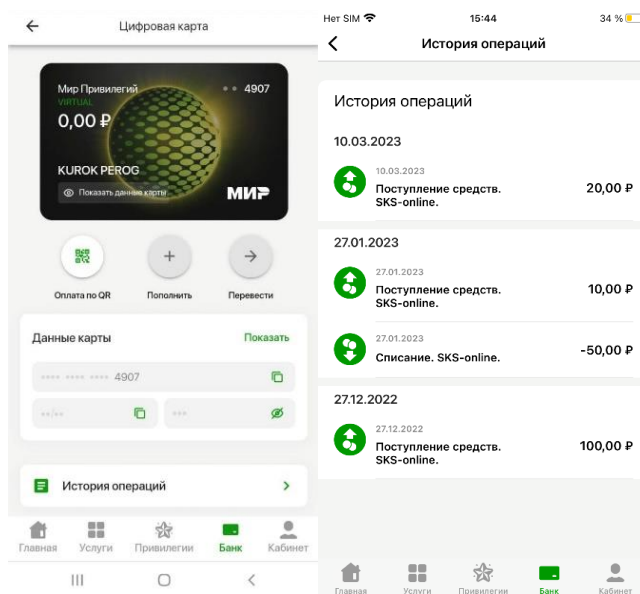 Цифровая карта
Мир Привилегий
4907
VIRTUAL
0,00 ₽
KUROK PEROG
Показать данные карты
МИР
Оплата по QR
Пополнить
Перевести
Данные карты
Показать
•••• •••• •••• 4907
••/••
•••
История операций
Главная
Услуги
Привилегии
Банк
Кабинет
Нет SIM
15:44
34 %
История операций
История операций
10.03.2023
10.03.2023
Поступление средств.
SKS-online.
20,00 ₽
27.01.2023
27.01.2023
Поступление средств.
SKS-online.
10,00 ₽
27.01.2023
Списание. SKS-online.
-50,00 ₽
27.12.2022
27.12.2022
Поступление средств.
SKS-online.
100,00 ₽
Главная
Услуги
Привилегии
Банк
Кабинет